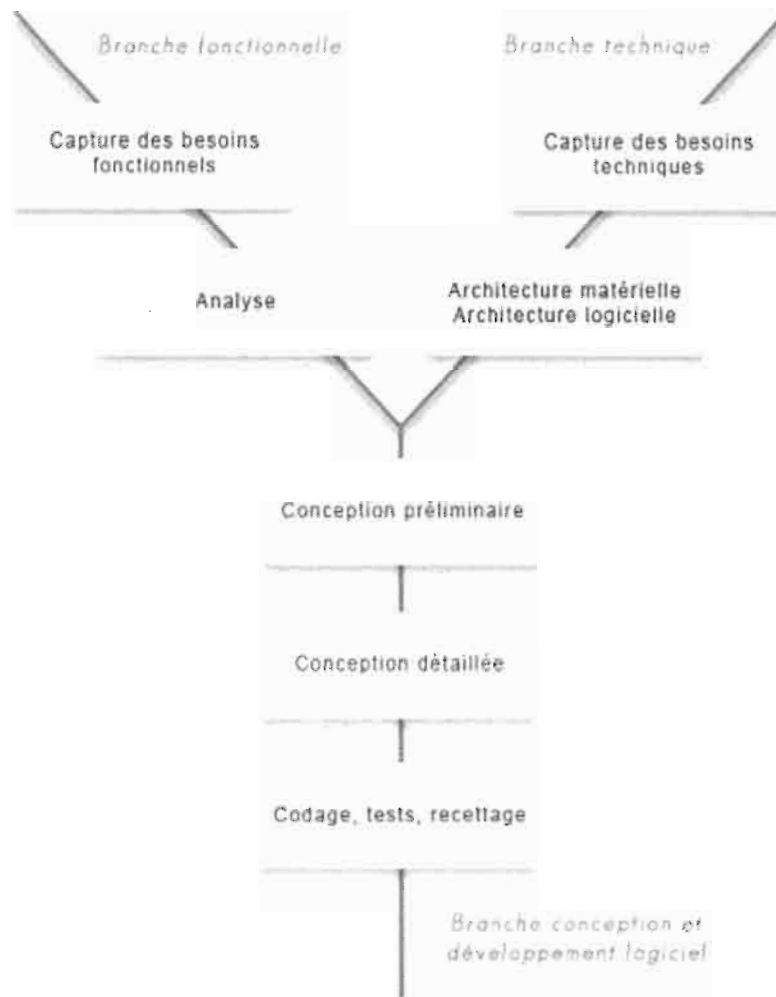 Branche fonctionnelle
Branche technique
Capture des besoins
fonctionnels
Capture des besoins
techniques
Analyse
Architecture matérielle
Architecture logicielle
Conception préliminaire
Conception détaillée
Codage, tests, recettage
Branche conception et
développement logiciel